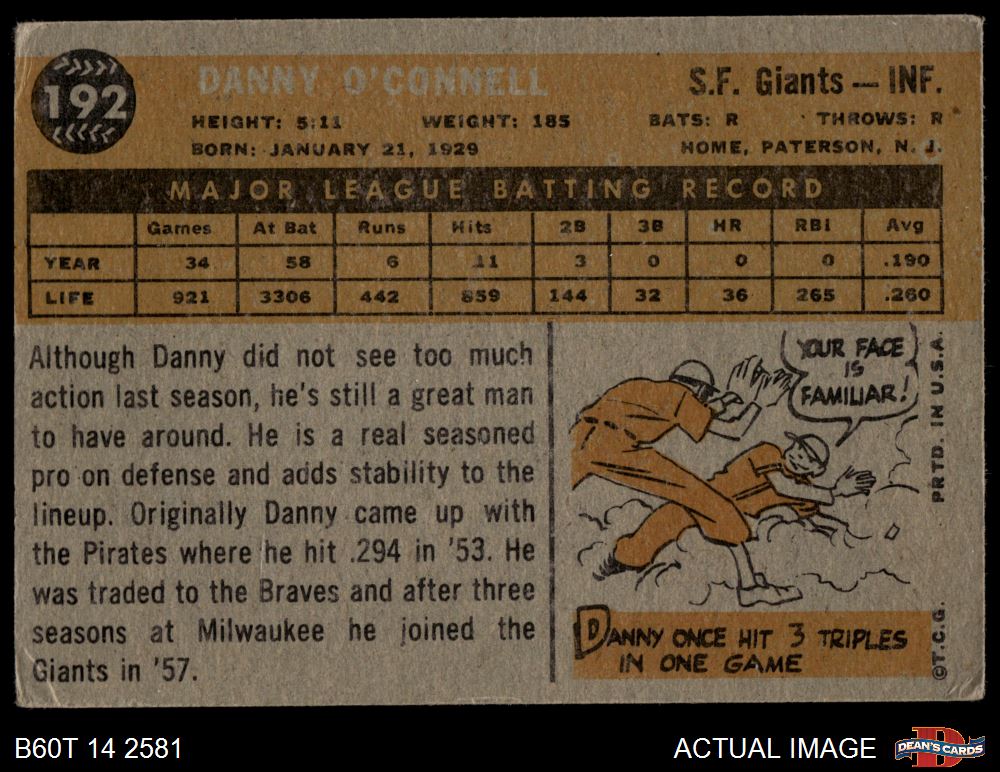 192
DANNY O'CONNELL
S.F. Giants — INF.
HEIGHT: 5:11 WEIGHT: 185 BATS: R THROWS: R
BORN: JANUARY 21, 1929 HOME, PATERSON, N. J.
MAJOR LEAGUE BATTING RECORD
Games At Bat Runs Hits 2B 3B HR RBI Avg
YEAR 34 58 6 11 3 0 0 0 .190
LIFE 921 3306 442 859 144 32 36 265 .260
Although Danny did not see too much
action last season, he's still a great man
to have around. He is a real seasoned
pro on defense and adds stability to the
lineup. Originally Danny came up with
the Pirates where he hit .294 in '53. He
was traded to the Braves and after three
seasons at Milwaukee he joined the
Giants in '57.
YOUR FACE
IS
FAMILIAR!
DANNY ONCE HIT 3 TRIPLES
IN ONE GAME
©T.C.G. PRTD. IN U.S.A.
B60T 14 2581
ACTUAL IMAGE
D
DEAN'S CARDS